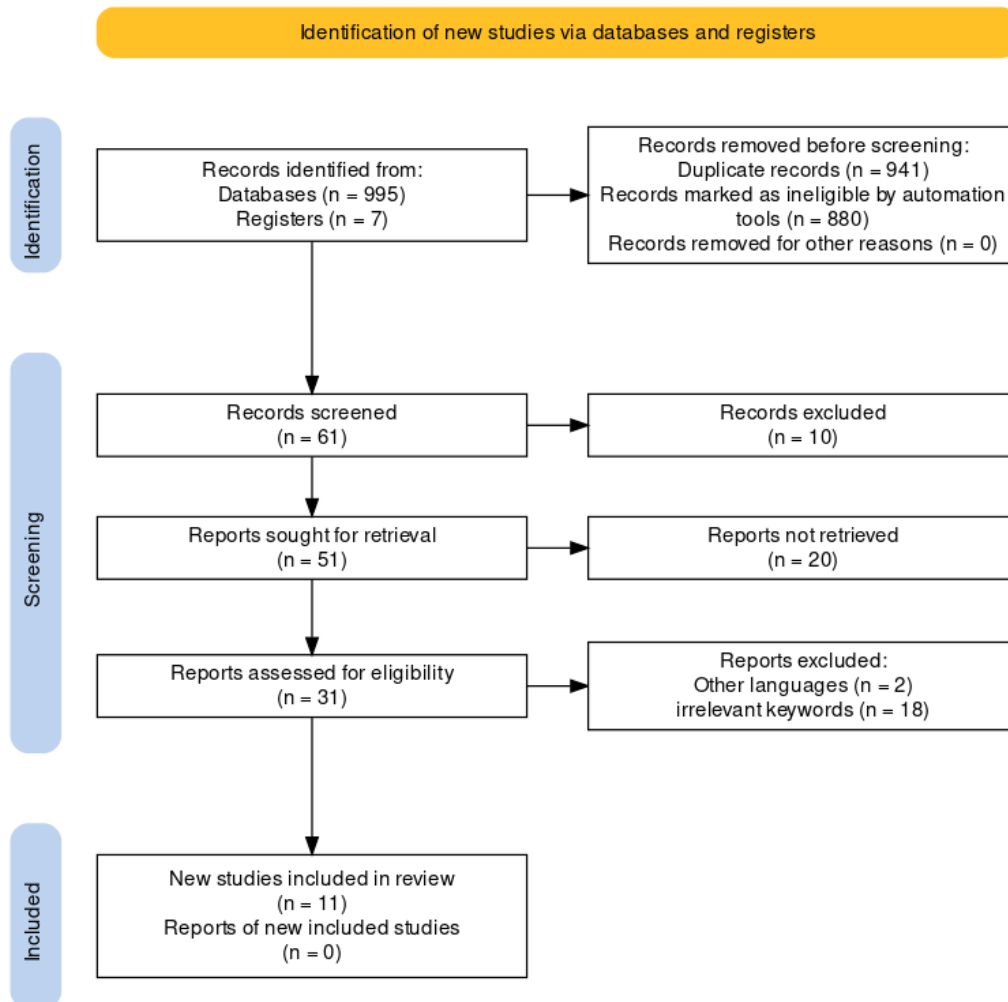 Identification of new studies via databases and registers
Identification
Records identified from:
Databases (n = 995)
Registers (n = 7)
Records removed before screening:
Duplicate records (n = 941)
Records marked as ineligible by automation
tools (n = 880)
Records removed for other reasons (n = 0)
Screening
Records screened
(n = 61)
Records excluded
(n = 10)
Reports sought for retrieval
(n = 51)
Reports not retrieved
(n = 20)
Reports assessed for eligibility
(n = 31)
Reports excluded:
Other languages (n = 2)
irrelevant keywords (n = 18)
Included
New studies included in review
(n = 11)
Reports of new included studies
(n = 0)